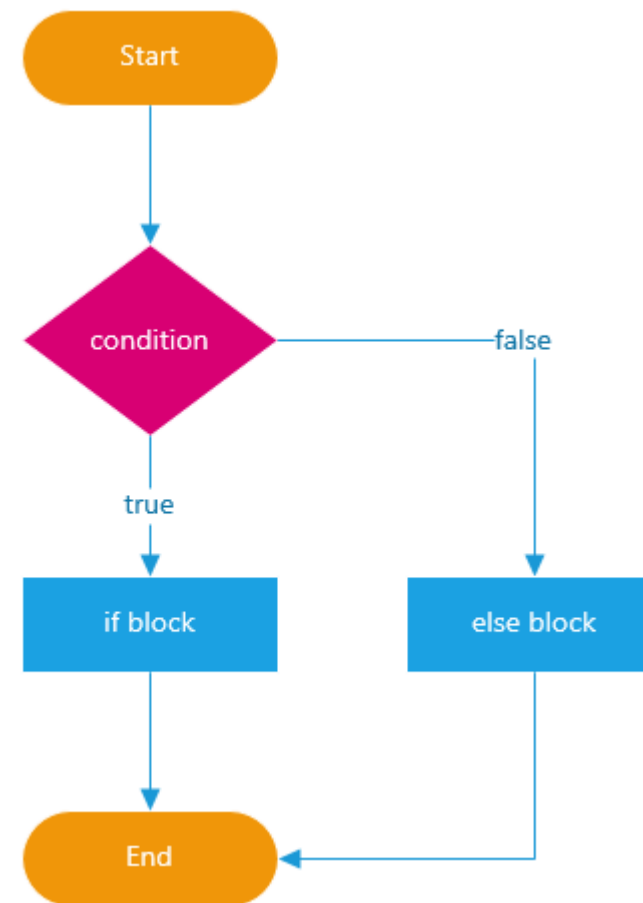 Start
condition
false
true
if block
else block
End